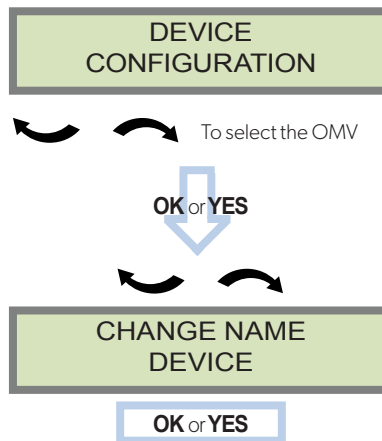 DEVICE
CONFIGURATION
To select the OMV
OK or YES
CHANGE NAME
DEVICE
OK or YES